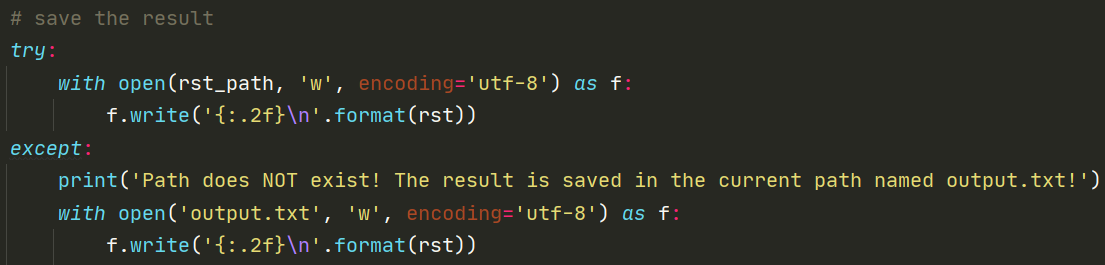 # save the result
try:
    with open(rst_path, 'w', encoding='utf-8') as f:
        f.write('{:.2f}\n'.format(rst))
except:
    print('Path does NOT exist! The result is saved in the current path named output.txt!')
    with open('output.txt', 'w', encoding='utf-8') as f:
        f.write('{:.2f}\n'.format(rst))